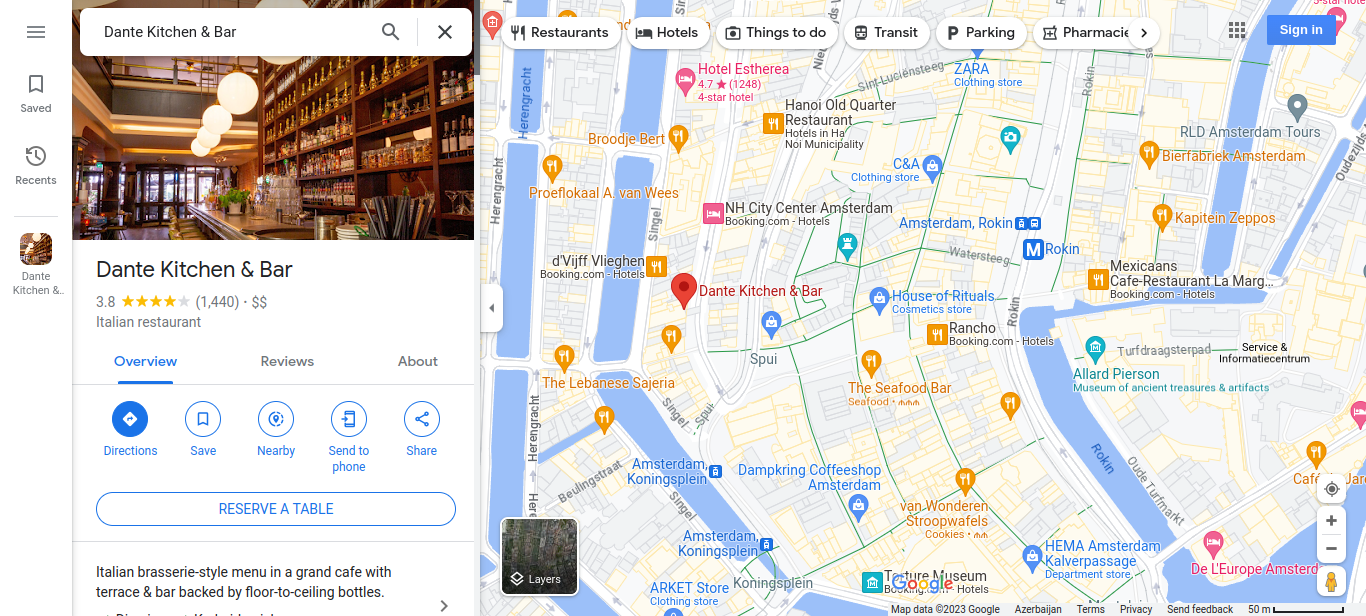 Dante Kitchen & Bar
Saved
Recents
Dante
Kitchen &..
Dante Kitchen & Bar
3.8 (1,440) · $$
Italian restaurant
Overview
Reviews
About
Directions
Save
Nearby
Send to
phone
Share
RESERVE A TABLE
Italian brasserie-style menu in a grand cafe with
terrace & bar backed by floor-to-ceiling bottles.
Restaurants
Hotels
Things to do
Transit
Parking
Pharmacie
Sign in
Hotel Estherea
4.7 ★ (1248)
4-star hotel
ZARA
Clothing store
Sint Luciënsteeg
Rokin
Herengracht
Hanoi Old Quarter
Restaurant
Hotels in Ha
Noi Municipality
RLD Amsterdam Tours
Broodje Bert
Bierfabriek Amsterdam
C&A
Clothing store
Proeflokaal A. van Wees
Herengracht
Singel
NH City Center Amsterdam
Booking.com - Hotels
Kapitein Zeppos
Amsterdam, Rokin
M Rokin
Watersteeg
d'Vijff Vlieghen
Booking.com - Hotels
Mexicaans
Cafe-Restaurant La Marg...
Booking.com - Hotels
Dante Kitchen & Bar
House of Rituals
Cosmetics store
Rokin
Rancho
Booking.com - Hotels
Spui
Turfdraagsterpad
Service &
Informatiecentrum
Allard Pierson
Museum of ancient treasures & artifacts
The Lebanese Sajeria
The Seafood Bar
Seafood
Singel
Spui
Herengracht
Rokin
Oude Turfmarkt
Beulingstraat
Amsterdam,
Koningsplein
Dampkring Coffeeshop
Amsterdam
Singel
van Wonderen
Stroopwafels
Cookies
Amsterdam,
Koningsplein
HEMA Amsterdam
Kalverpassage
Department store
De L'Europe Amsterd
Torture Museum
Booking.com
Google
ARKET Store
Clothing store
Koningsplein
Layers
Map data ©2023 Google
Azerbaijan
Terms
Privacy
Send feedback
50 m